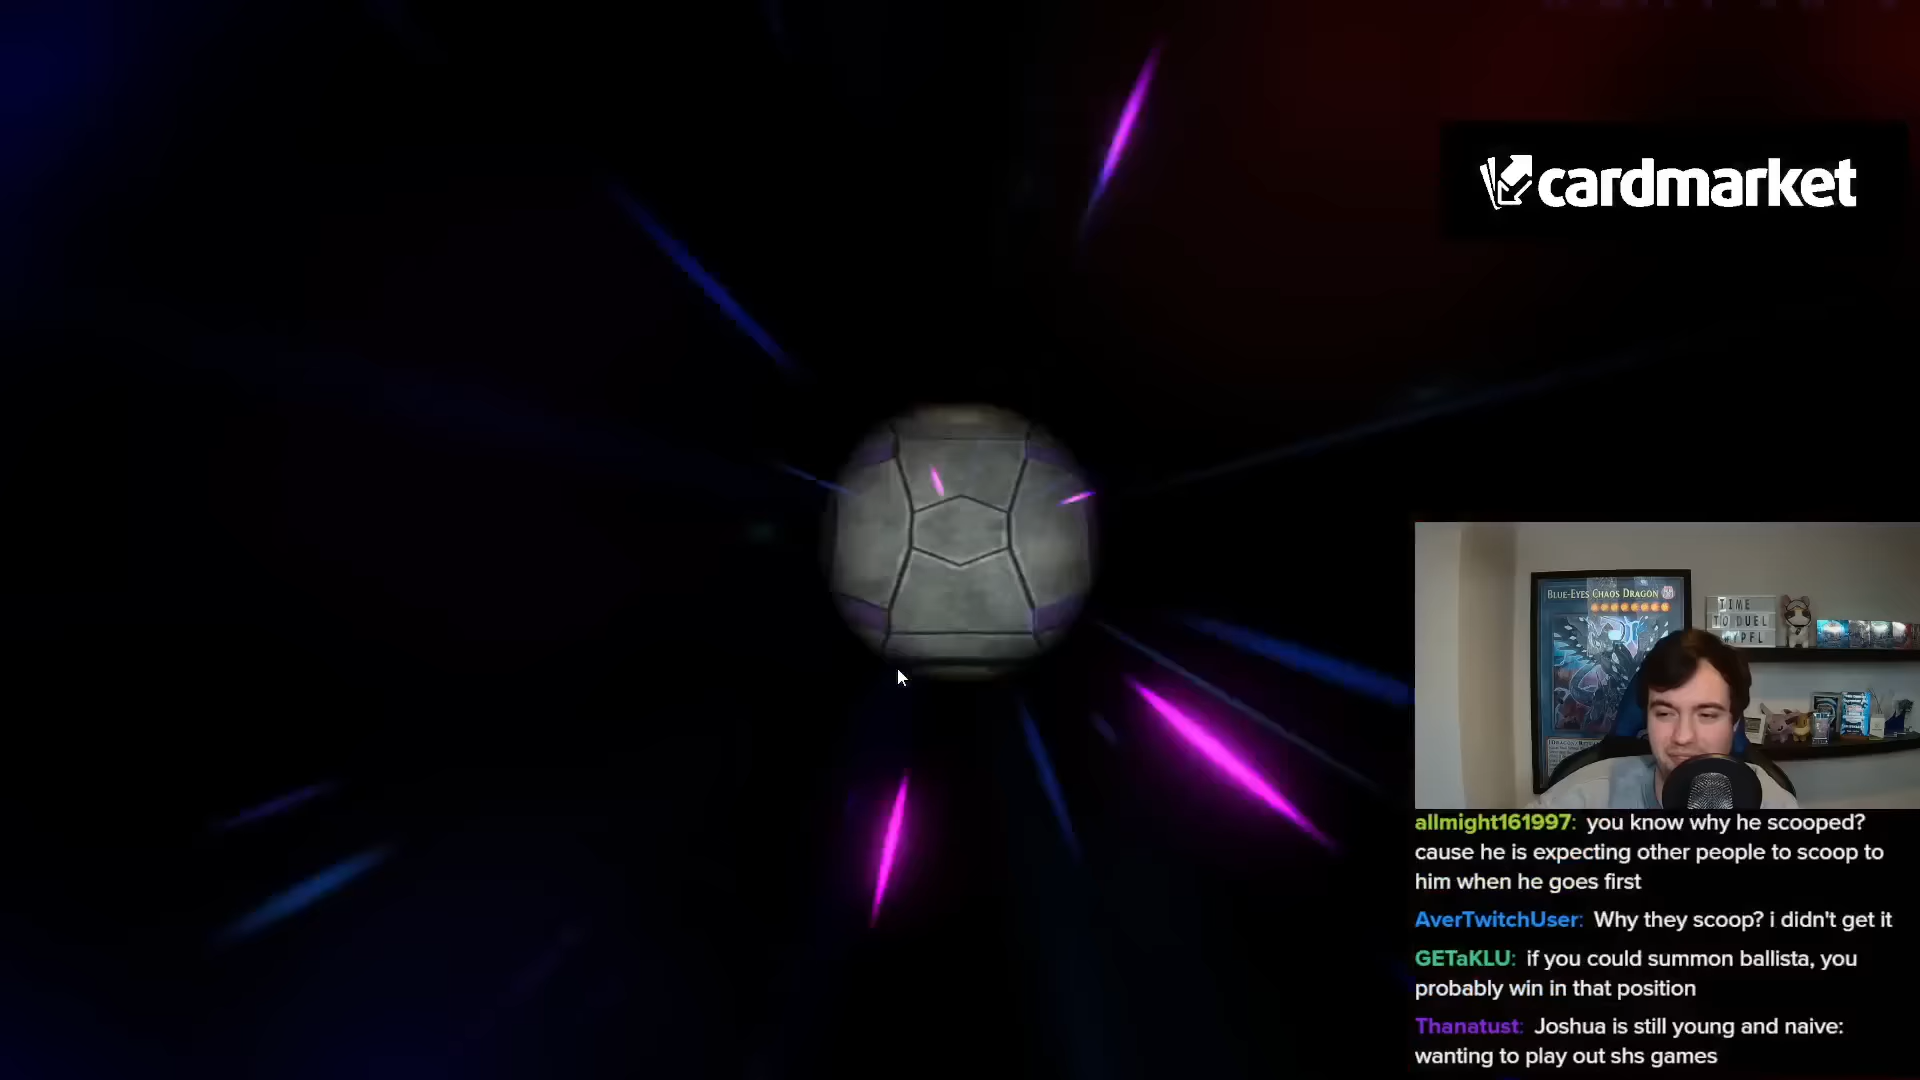 cardmarket
BLUE-EYES CHAOS DRAGON
TIME
TO DUEL
W/PFL
allmight161997: you know why he scooped?
cause he is expecting other people to scoop to
him when he goes first
AverTwitchUser: Why they scoop? i didn't get it
GETaKLU: if you could summon ballista, you
probably win in that position
Thanatust: Joshua is still young and naive:
wanting to play out shs games